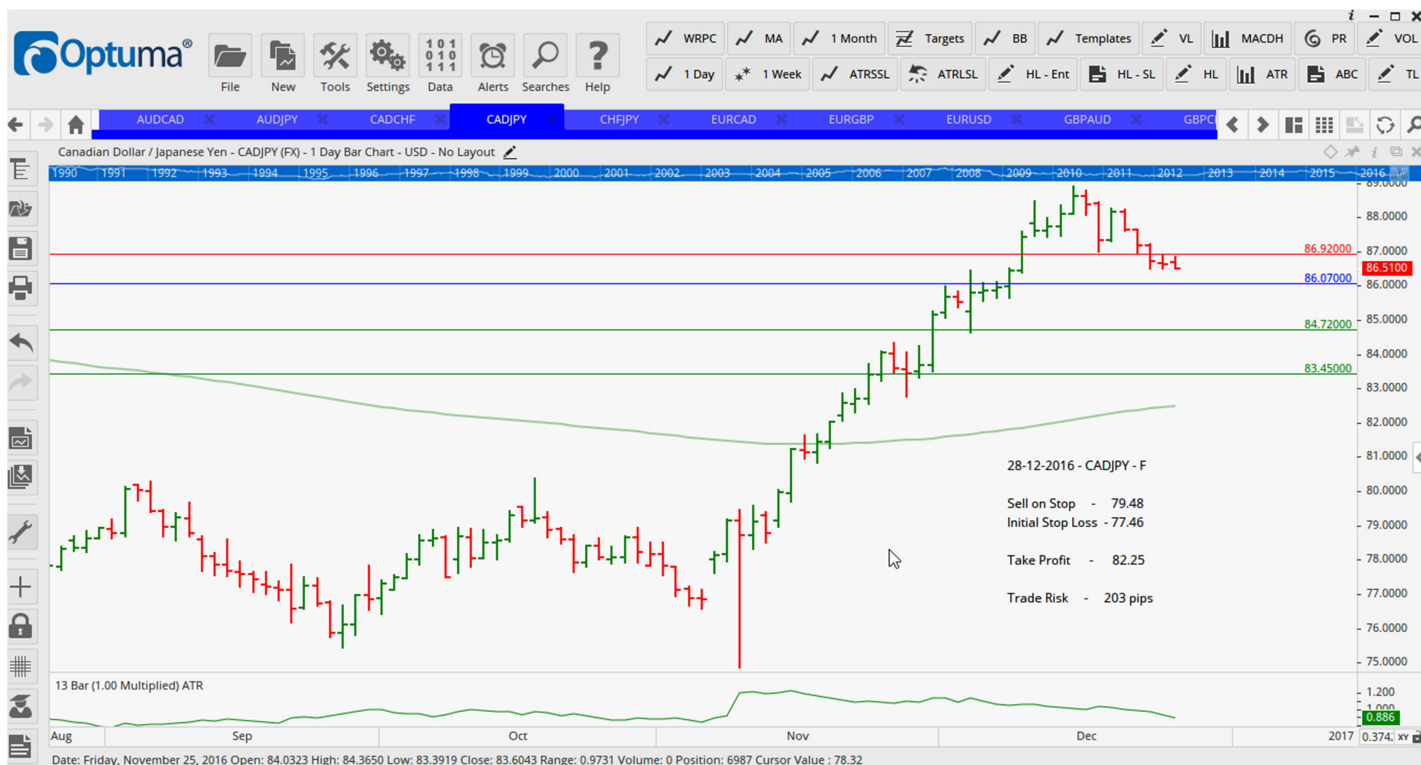 i
Optuma®
File
New
Tools
Settings
101
010
111
Data
Alerts
Searches
?
Help
WRPC
MA
1 Month
Targets
BB
Templates
VL
MACDH
PR
VOL
1 Day
1 Week
ATRSSL
ATRLSL
HL - Ent
HL - SL
HL
ATR
ABC
TL
AUDCAD
AUDJPY
CADCHF
CADJPY
CHFJPY
EURCAD
EURGBP
EURUSD
GBPAUD
GBPC
Canadian Dollar / Japanese Yen - CADJPY (FX) - 1 Day Bar Chart - USD - No Layout
1990 1991 1992 1993 1994 1995 1996 1997 1998 1999 2000 2001 2002 2003 2004 2005 2006 2007 2008 2009 2010 2011 2012 2013 2014 2015 2016
89.0000
88.0000
86.92000
87.0000
86.5100
86.07000
86.0000
85.0000
84.72000
84.0000
83.45000
83.0000
82.0000
81.0000
80.0000
79.0000
78.0000
77.0000
76.0000
75.0000
28-12-2016 - CADJPY - F
Sell on Stop - 79.48
Initial Stop Loss - 77.46
Take Profit - 82.25
Trade Risk - 203 pips
13 Bar (1.00 Multiplied) ATR
1.200
1.000
0.886
Aug Sep Oct Nov Dec 2017
0.374, XY
Date: Friday, November 25, 2016 Open: 84.0323 High: 84.3650 Low: 83.3919 Close: 83.6043 Range: 0.9731 Volume: 0 Position: 6987 Cursor Value : 78.32